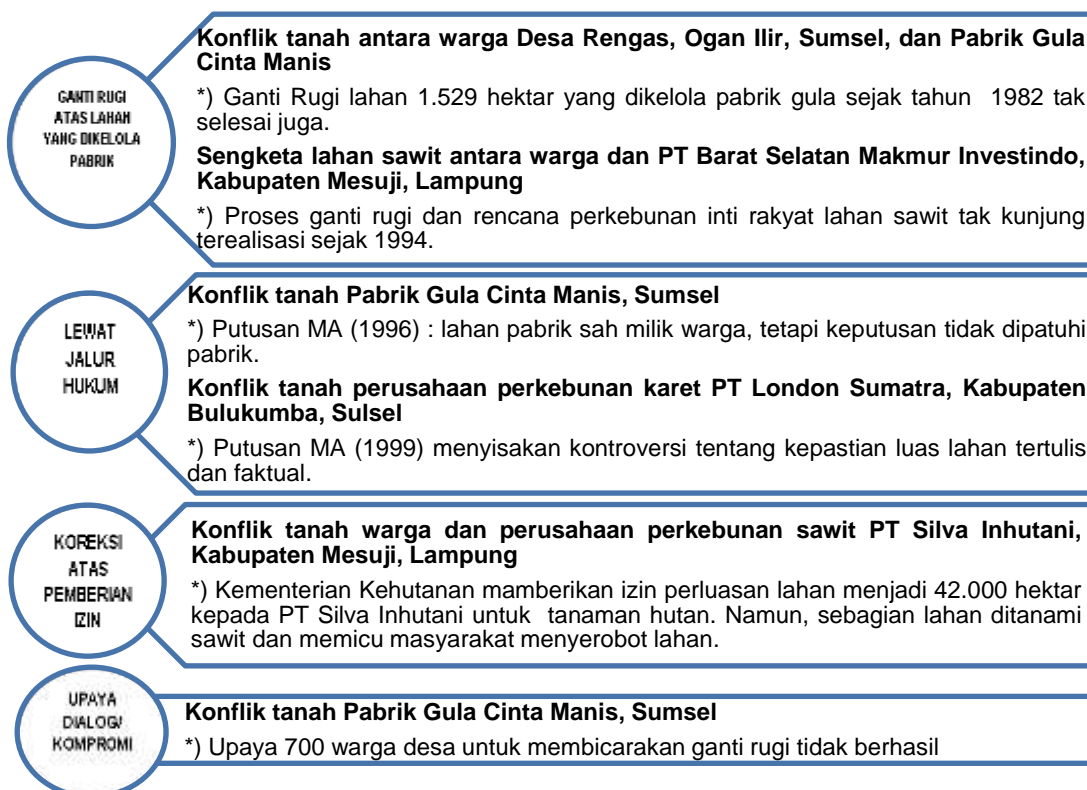 GANTI RUGI
ATAS LAHAN
YANG DIKELOLA
PABRIK
Konflik tanah antara warga Desa Rengas, Ogan Ilir, Sumsel, dan Pabrik Gula
Cinta Manis
*) Ganti Rugi lahan 1.529 hektar yang dikelola pabrik gula sejak tahun 1982 tak
selesai juga.
Sengketa lahan sawit antara warga dan PT Barat Selatan Makmur Investindo,
Kabupaten Mesuji, Lampung
*) Proses ganti rugi dan rencana perkebunan inti rakyat lahan sawit tak kunjung
terealisasi sejak 1994.
LEWAT
JALUR
HUKUM
Konflik tanah Pabrik Gula Cinta Manis, Sumsel
*) Putusan MA (1996) : lahan pabrik sah milik warga, tetapi keputusan tidak dipatuhi
pabrik.
Konflik tanah perusahaan perkebunan karet PT London Sumatra, Kabupaten
Bulukumba, Sulsel
*) Putusan MA (1999) menyisakan kontroversi tentang kepastian luas lahan tertulis
dan faktual.
KOREKSI
ATAS
PEMBERIAN
IZIN
Konflik tanah warga dan perusahaan perkebunan sawit PT Silva Inhutani,
Kabupaten Mesuji, Lampung
*) Kementerian Kehutanan mamberikan izin perluasan lahan menjadi 42.000 hektar
kepada PT Silva Inhutani untuk tanaman hutan. Namun, sebagian lahan ditanami
sawit dan memicu masyarakat menyerobot lahan.
UPAYA
DIALOG/
KOMPROMI
Konflik tanah Pabrik Gula Cinta Manis, Sumsel
*) Upaya 700 warga desa untuk membicarakan ganti rugi tidak berhasil